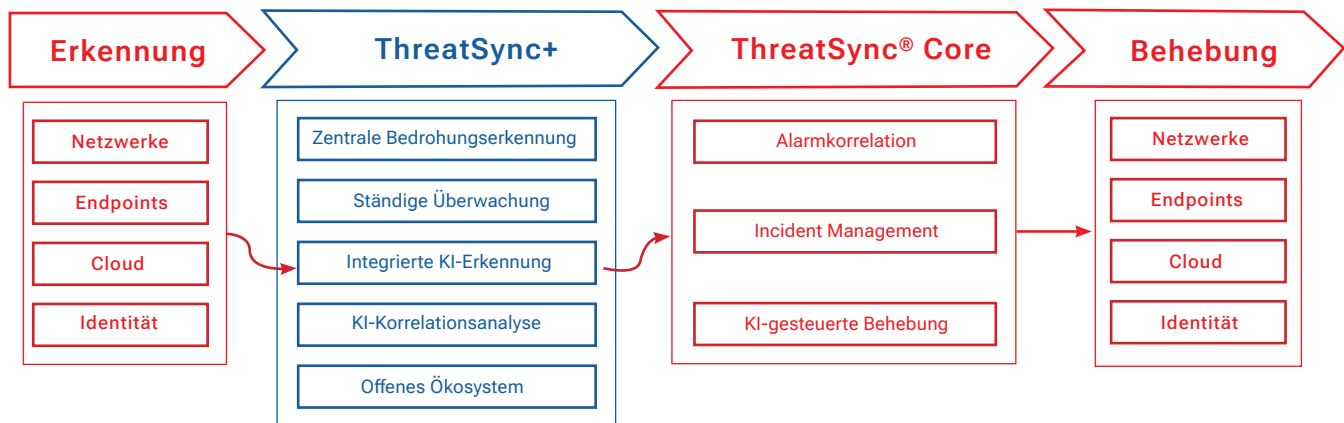 Erkennung
ThreatSync+
ThreatSync® Core
Behebung
Netzwerke
Endpoints
Cloud
Identität
Zentrale Bedrohungserkennung
Ständige Überwachung
Integrierte KI-Erkennung
KI-Korrelationsanalyse
Offenes Ökosystem
Alarmkorrelation
Incident Management
KI-gesteuerte Behebung
Netzwerke
Endpoints
Cloud
Identität